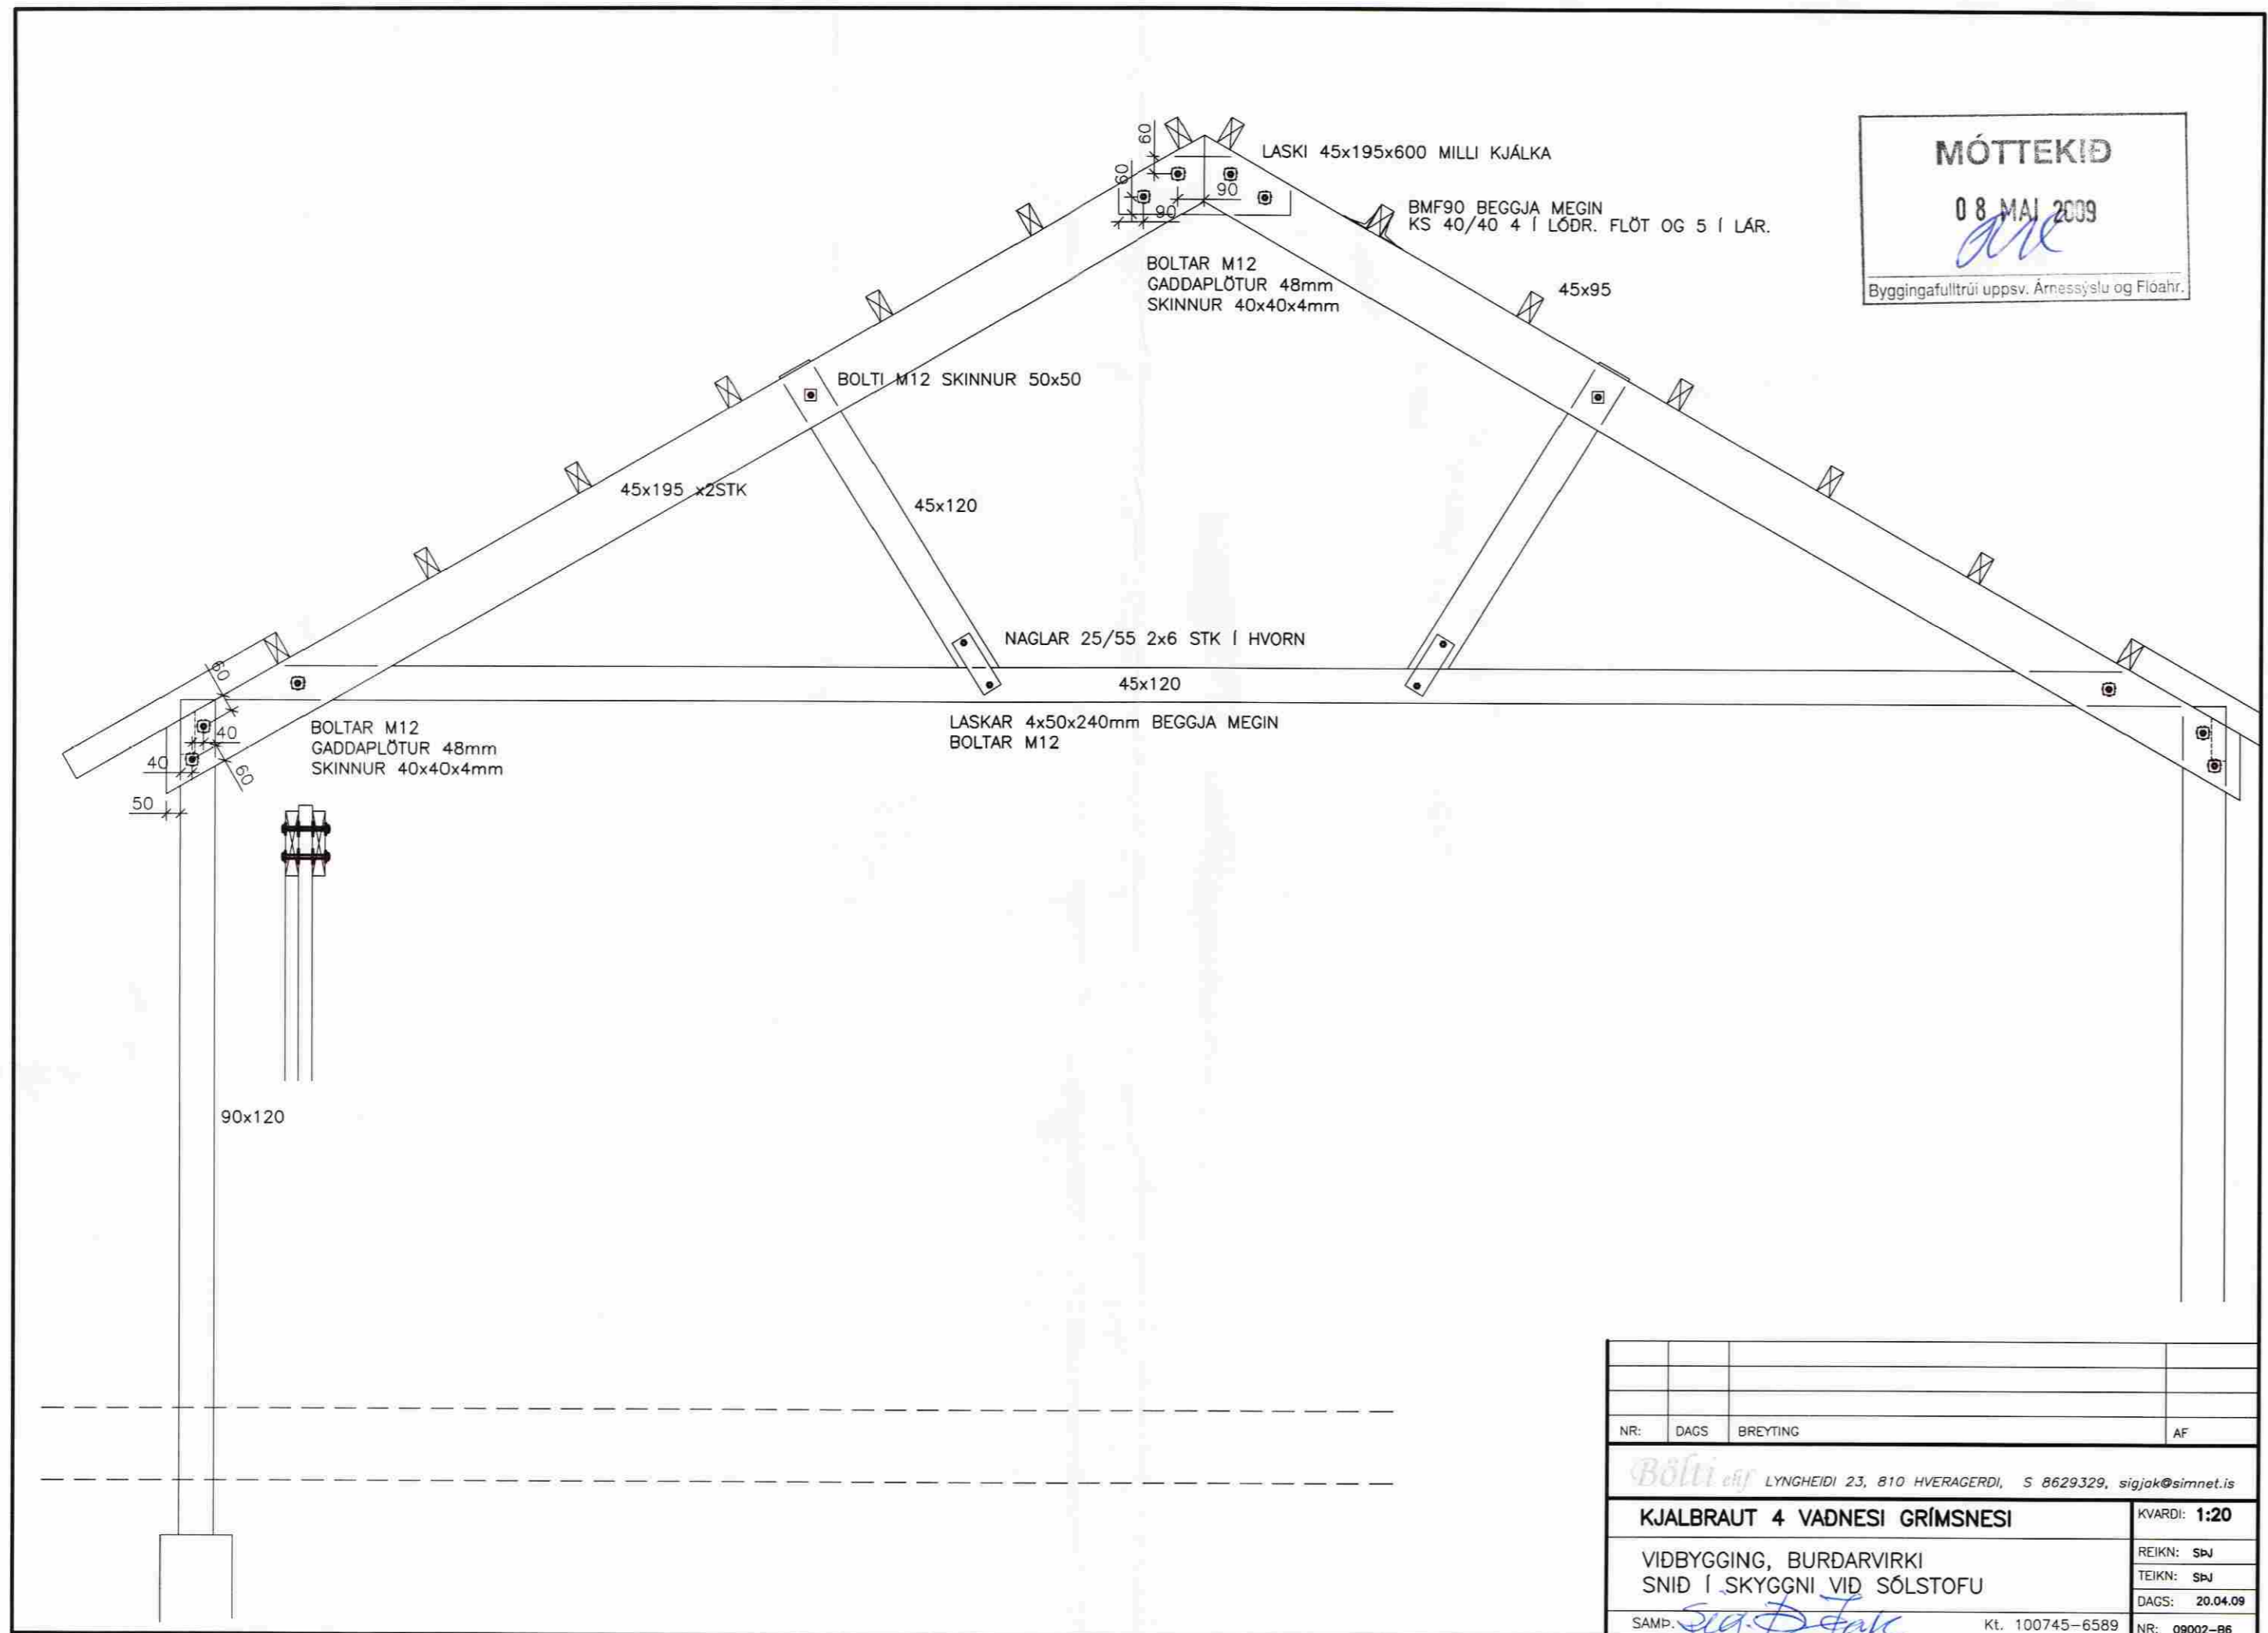 60
LASKI 45x195x600 MILLI KJÁLKA
60
90
90
BMF90 BEGGJA MEGIN
KS 40/40 4 Í LÓÐR. FLÖT OG 5 Í LÁR.
MÓTTEKIÐ
08 MAI 2009
Byggingafulltrúi uppsv. Árnessýslu og Flóahr.
BOLTAR M12
GADDAPLÖTUR 48mm
SKINNUR 40x40x4mm
45x95
BOLTI M12 SKINNUR 50x50
45x195 x2STK
45x120
NAGLAR 25/55 2x6 STK Í HVORN
45x120
60
40
40
60
50
BOLTAR M12
GADDAPLÖTUR 48mm
SKINNUR 40x40x4mm
LASKAR 4x50x240mm BEGGJA MEGIN
BOLTAR M12
90x120
NR: DAGS BREYTING AF
Bölti ehf LYNGHEIÐI 23, 810 HVERAGERÐI, S 8629329, sigjak@simnet.is
KJALBRAUT 4 VAÐNESI GRÍMSNESI
KVARÐI: 1:20
VIÐBYGGING, BURÐARVIRKI
SNIÐ Í SKYGGNI VIÐ SÓLSTOFU
REIKN: SÞJ
TEIKN: SÞJ
DAGS: 20.04.09
SAMÞ. Sig. Þ Jak Kt. 100745-6589
NR: 09002-B6